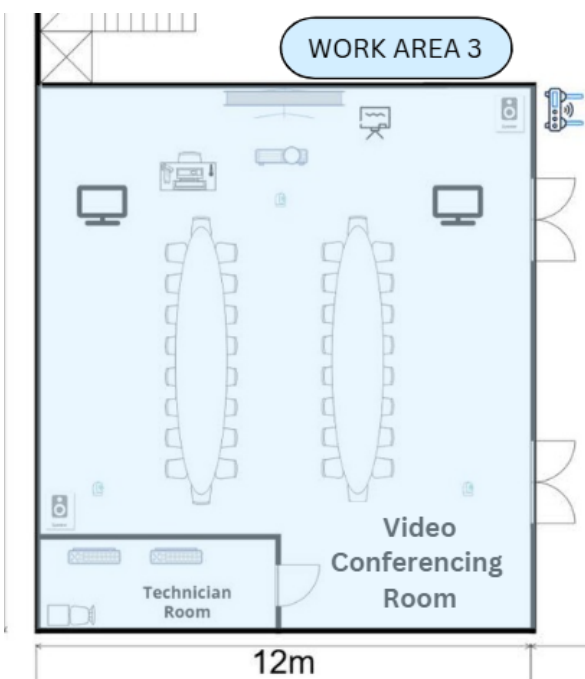 WORK AREA 3
Video
Conferencing
Room
Technician
Room
12m